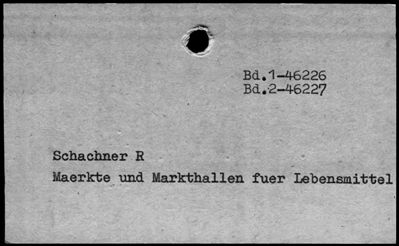 Bd.1-46226
Bd.2-46227
Schachner R
Maerkte und Markthallen fuer Lebensmittel